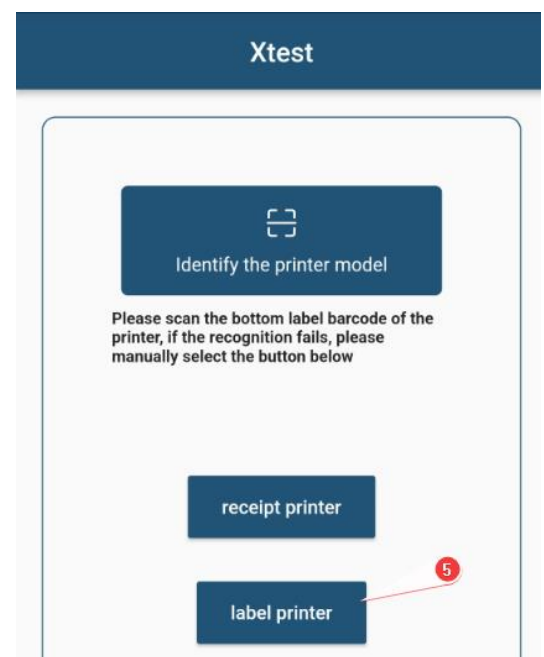 Xtest
Identify the printer model
Please scan the bottom label barcode of the
printer, if the recognition fails, please
manually select the button below
receipt printer
5
label printer